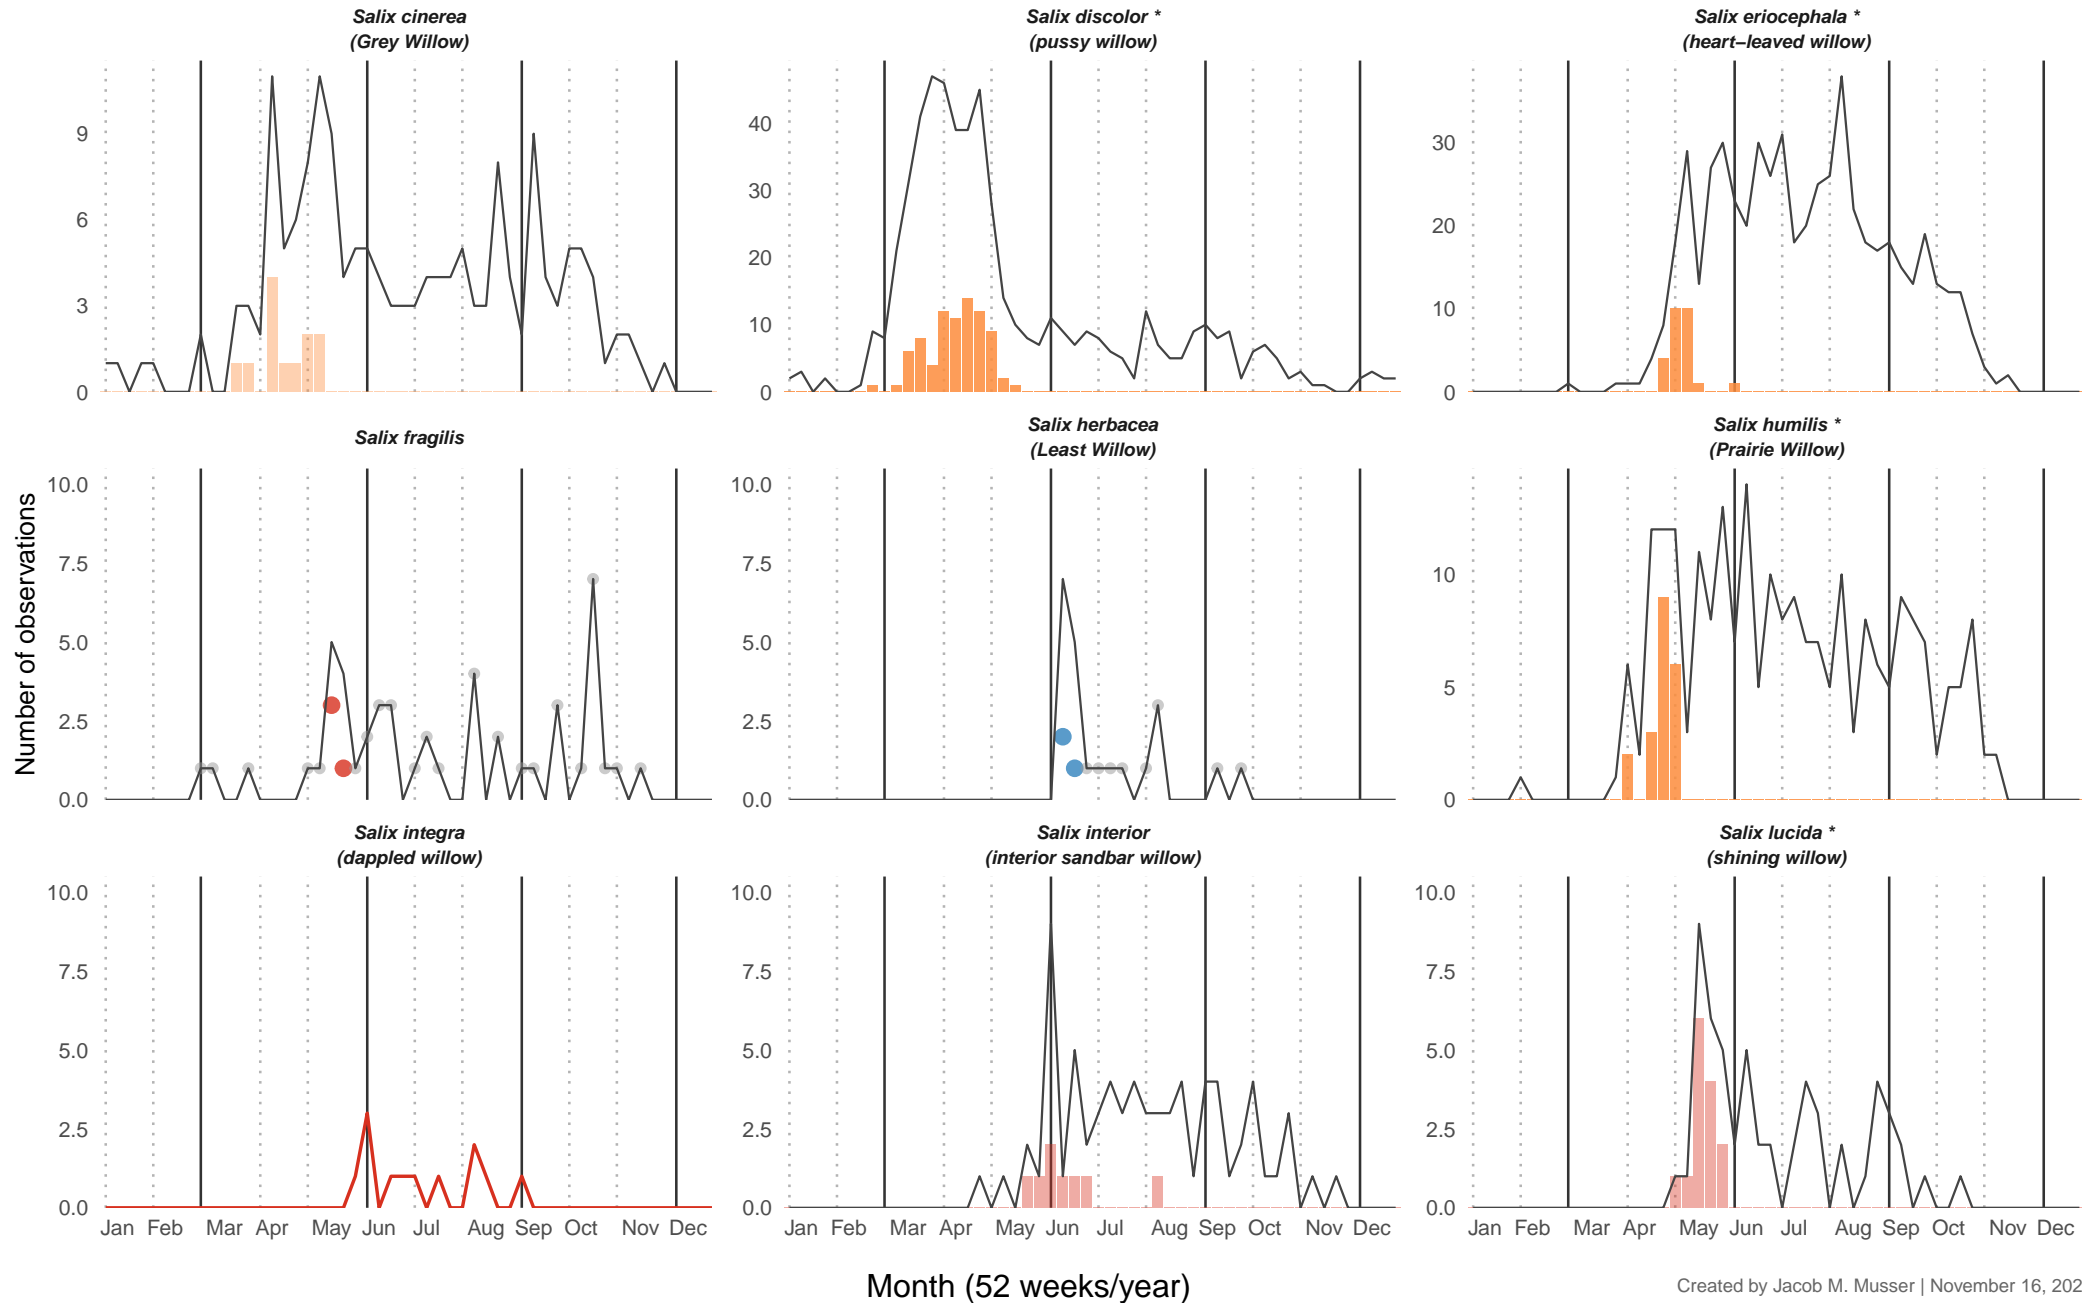 Salix cinerea
(Grey Willow)
Salix discolor *
(pussy willow)
Salix eriocephala *
(heart–leaved willow)
9
6
3
0
40
30
20
10
0
30
20
10
0
Salix fragilis
Salix herbacea
(Least Willow)
Salix humilis *
(Prairie Willow)
Number of observations
10.0
7.5
5.0
2.5
0.0
10.0
7.5
5.0
2.5
0.0
10
5
0
Salix integra
(dappled willow)
Salix interior
(interior sandbar willow)
Salix lucida *
(shining willow)
10.0
7.5
5.0
2.5
0.0
10.0
7.5
5.0
2.5
0.0
10.0
7.5
5.0
2.5
0.0
Jan Feb Mar Apr May Jun Jul Aug Sep Oct Nov Dec
Jan Feb Mar Apr May Jun Jul Aug Sep Oct Nov Dec
Jan Feb Mar Apr May Jun Jul Aug Sep Oct Nov Dec
Month (52 weeks/year)
Created by Jacob M. Musser | November 16, 202